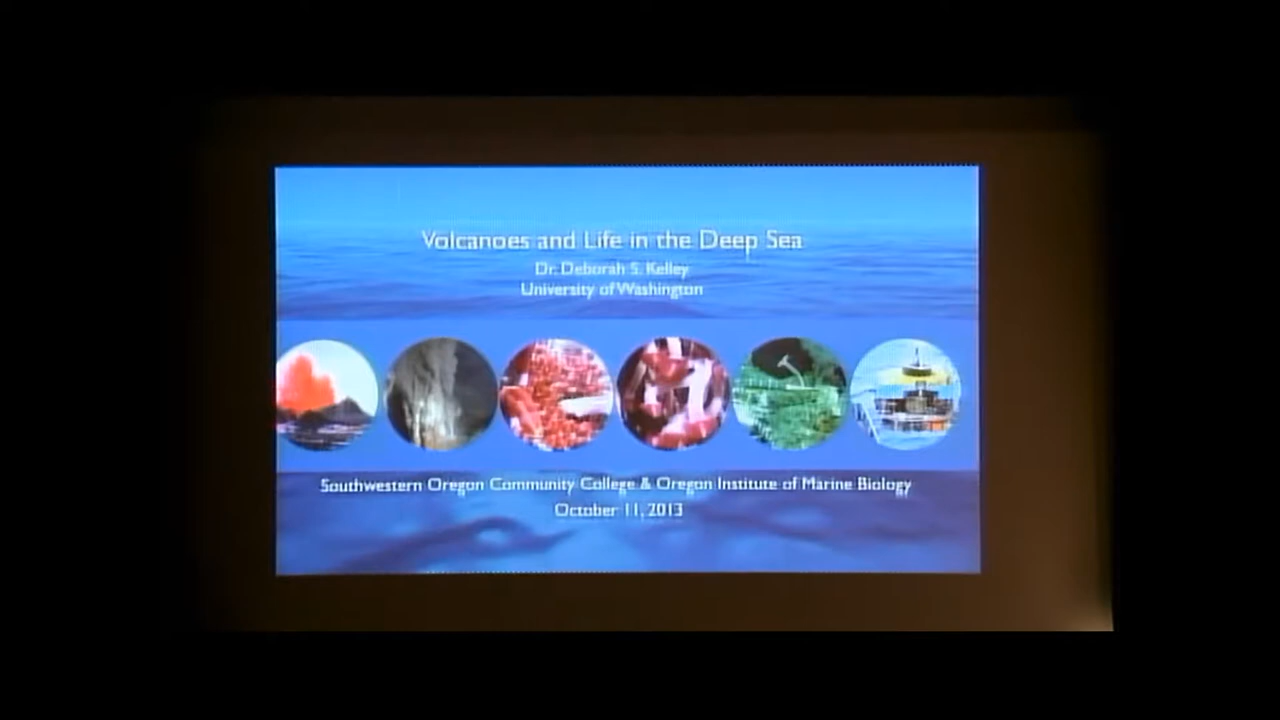 Volcanoes and Life in the Deep Sea
Dr. Deborah S. Kelley
University of Washington
Southwestern Oregon Community College & Oregon Institute of Marine Biology
October 11, 2013